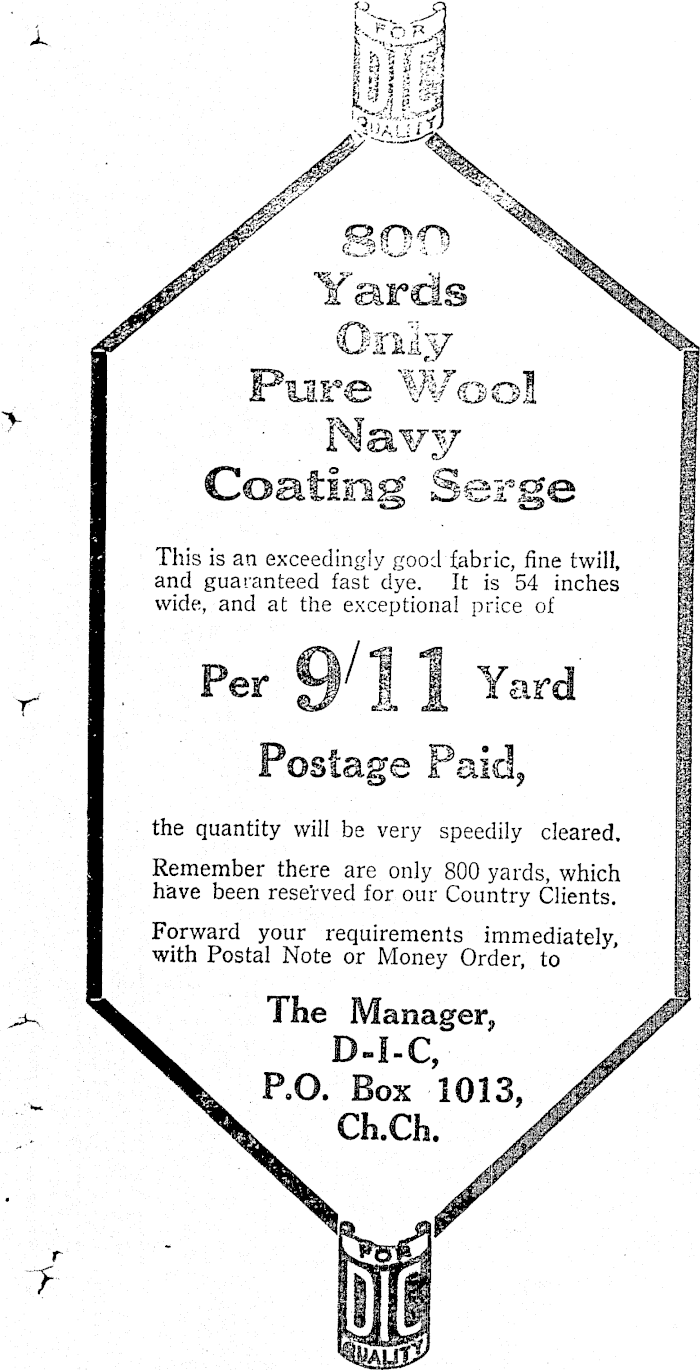 FOR
DIC
QUALITY
800
Yards
Only
Pure Wool
Navy
Coating Serge
This is an exceedingly good fabric, fine twill,
and guaranteed fast dye. It is 54 inches
wide, and at the exceptional price of
Per 9/11 Yard
Postage Paid,
the quantity will be very speedily cleared.
Remember there are only 800 yards, which
have been reserved for our Country Clients.
Forward your requirements immediately,
with Postal Note or Money Order, to
The Manager,
D-I-C,
P.O. Box 1013,
Ch.Ch.
FOR
DIC
QUALITY